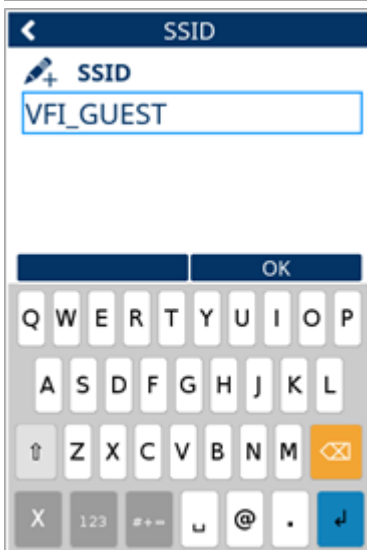 SSID
SSID
VFI_GUEST
OK
Q W E R T Y U I O P
A S D F G H J K L
Z X C V B N M
X 123 #+= @ .